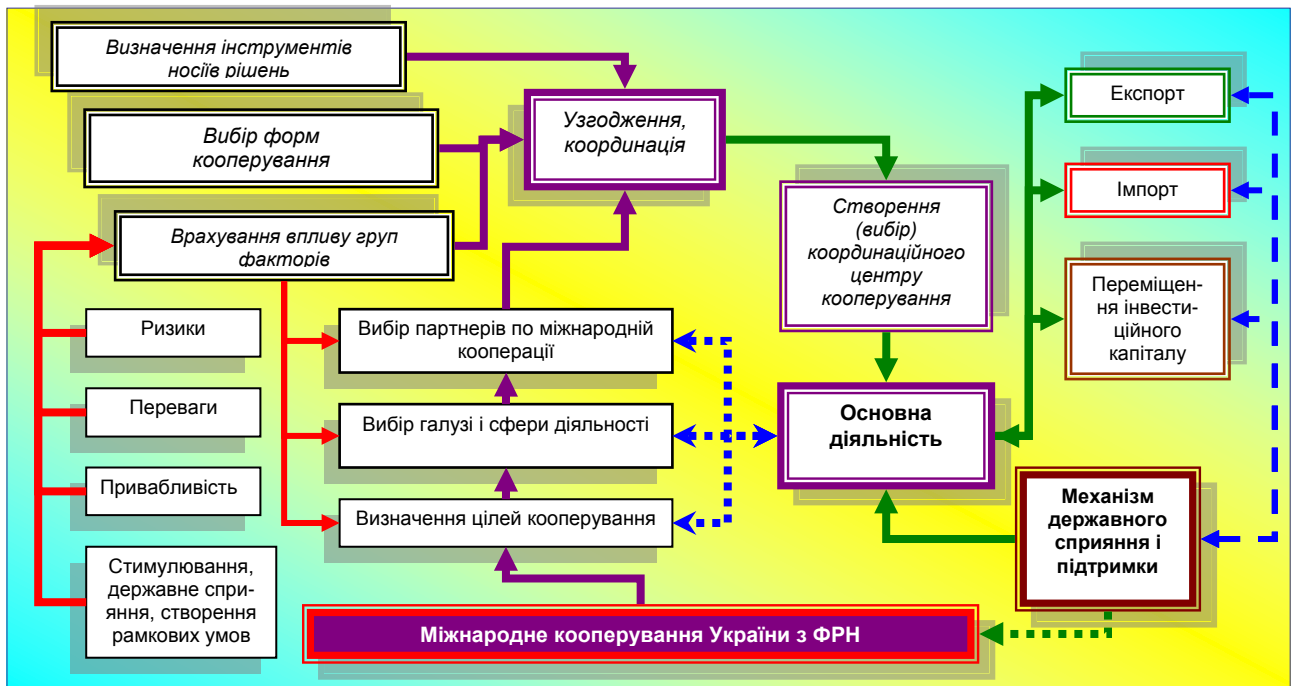 Визначення інструментів
носіїв рішень
Вибір форм
кооперування
Врахування впливу груп
факторів
Ризики
Переваги
Привабливість
Стимулювання,
державне спри-
яння, створення
рамкових умов
Узгодження,
координація
Вибір партнерів по міжнародній
кооперації
Вибір галузі і сфери діяльності
Визначення цілей кооперування
Міжнародне кооперування України з ФРН
Створення
(вибір)
координаційного
центру
кооперування
Основна
діяльність
Експорт
Імпорт
Переміщен-
ня інвести-
ційного
капіталу
Механізм
державного
сприяння і
підтримки